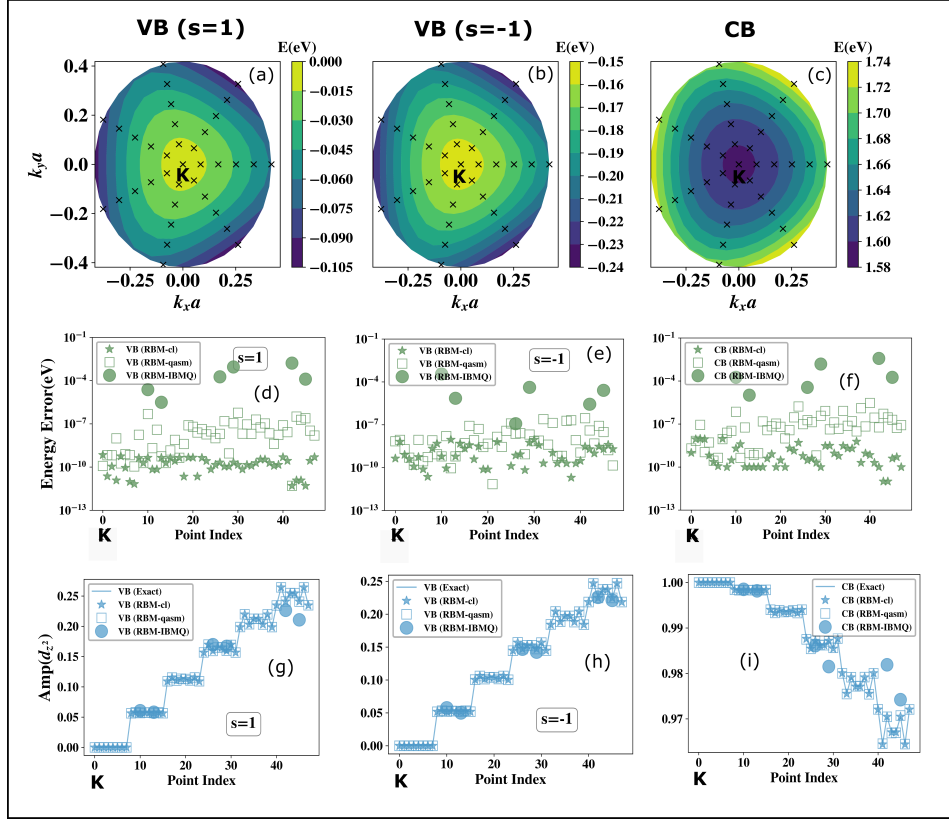 VB (s=1) VB (s=-1) CB
E(eV) E(eV) E(eV)
(a) (b) (c)
0.000 −0.015 −0.030 −0.045 −0.060 −0.075 −0.090 −0.105
−0.15 −0.16 −0.17 −0.18 −0.19 −0.20 −0.21 −0.22 −0.23 −0.24
1.74 1.72 1.70 1.68 1.66 1.64 1.62 1.60 1.58
0.4 0.2 0.0 −0.2 −0.4
kya
K K K
−0.25 0.00 0.25 −0.25 0.00 0.25 −0.25 0.00 0.25
kxa kxa kxa
10⁻¹ 10⁻⁴ 10⁻⁷ 10⁻¹⁰ 10⁻¹³
Energy Error(eV)
VB (RBM-cl)
VB (RBM-qasm)
VB (RBM-IBMQ)
s=1
(d)
0 10 20 30 40
K Point Index
10⁻¹ 10⁻⁴ 10⁻⁷ 10⁻¹⁰ 10⁻¹³
VB (RBM-cl)
VB (RBM-qasm)
VB (RBM-IBMQ)
s=-1
(e)
0 10 20 30 40
K Point Index
10⁻¹ 10⁻⁴ 10⁻⁷ 10⁻¹⁰ 10⁻¹³
CB (RBM-cl)
CB (RBM-qasm)
CB (RBM-IBMQ)
(f)
0 10 20 30 40
K Point Index
0.25 0.20 0.15 0.10 0.05 0.00
Amp(dz²)
VB (Exact)
VB (RBM-cl)
VB (RBM-qasm)
VB (RBM-IBMQ)
(g)
s=1
0 10 20 30 40
K Point Index
0.25 0.20 0.15 0.10 0.05 0.00
VB (Exact)
VB (RBM-cl)
VB (RBM-qasm)
VB (RBM-IBMQ)
(h)
s=-1
0 10 20 30 40
K Point Index
1.00 0.99 0.98 0.97
CB (Exact)
CB (RBM-cl)
CB (RBM-qasm)
CB (RBM-IBMQ)
(i)
0 10 20 30 40
K Point Index